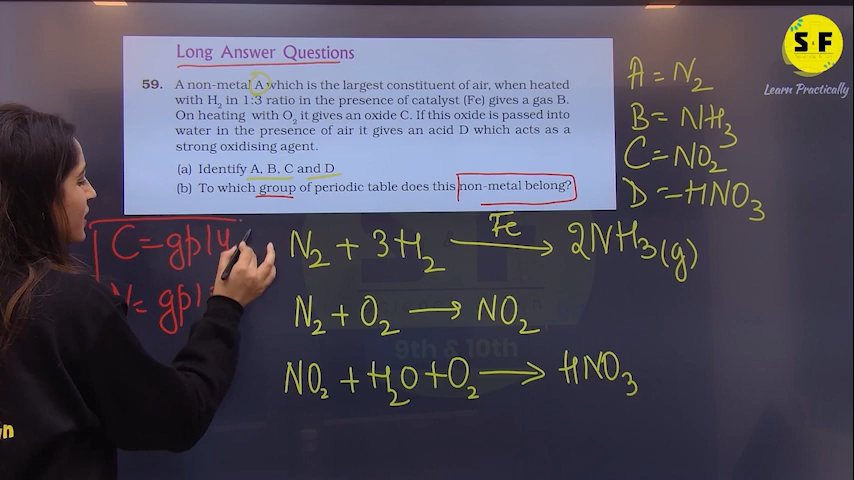 Long Answer Questions
59. A non-metal A which is the largest constituent of air, when heated
with H₂ in 1:3 ratio in the presence of catalyst (Fe) gives a gas B.
On heating with O₂ it gives an oxide C. If this oxide is passed into
water in the presence of air it gives an acid D which acts as a
strong oxidising agent.
(a) Identify A, B, C and D
(b) To which group of periodic table does this non-metal belong?
S F
Learn Practically
A = N₂
B = NH₃
C = NO₂
D = HNO₃
C = gp 14
N = gp 1
N₂ + 3H₂ —Fe→ 2NH₃(g)
N₂ + O₂ → NO₂
9th & 10th
NO₂ + H₂O + O₂ → HNO₃